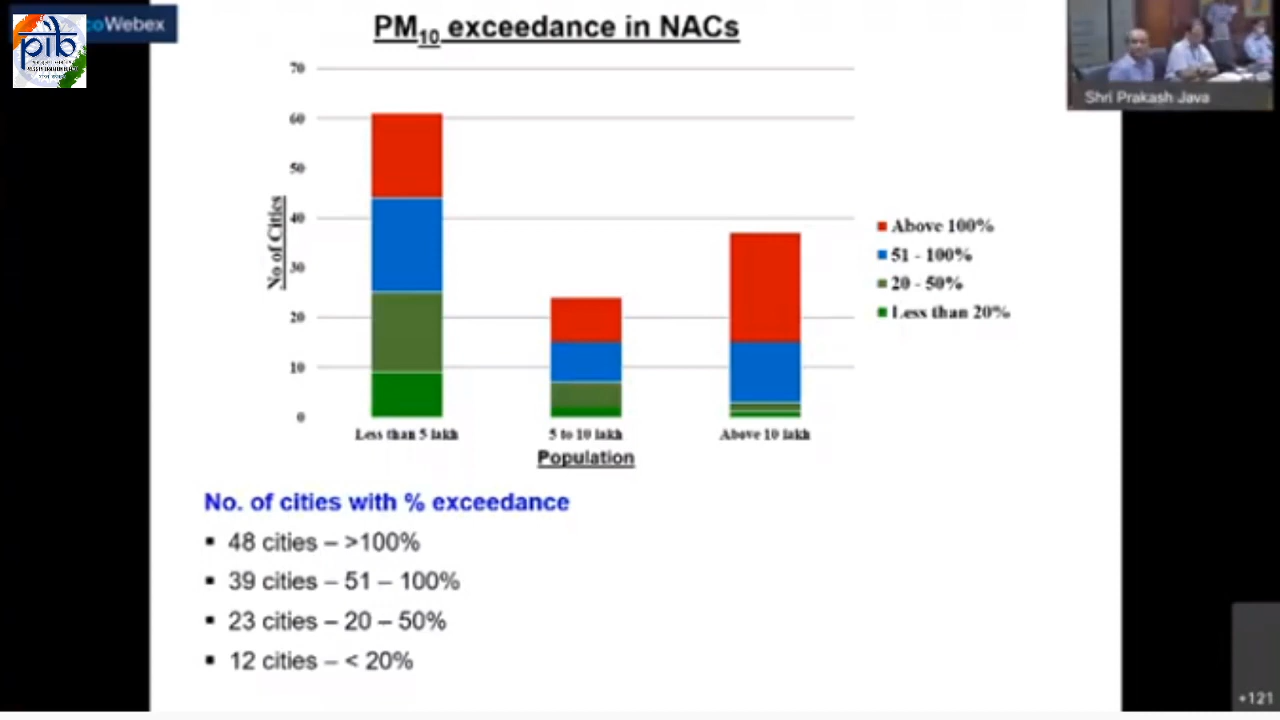 coWebex
PM10 exceedance in NACs
Shri Prakash Java
No of Cities
70
60
50
40
30
20
10
0
Above 100%
51 - 100%
20 - 50%
Less than 20%
Less than 5 lakh
5 to 10 lakh
Above 10 lakh
Population
No. of cities with % exceedance
▪ 48 cities – >100%
▪ 39 cities – 51 – 100%
▪ 23 cities – 20 – 50%
▪ 12 cities – < 20%
+121